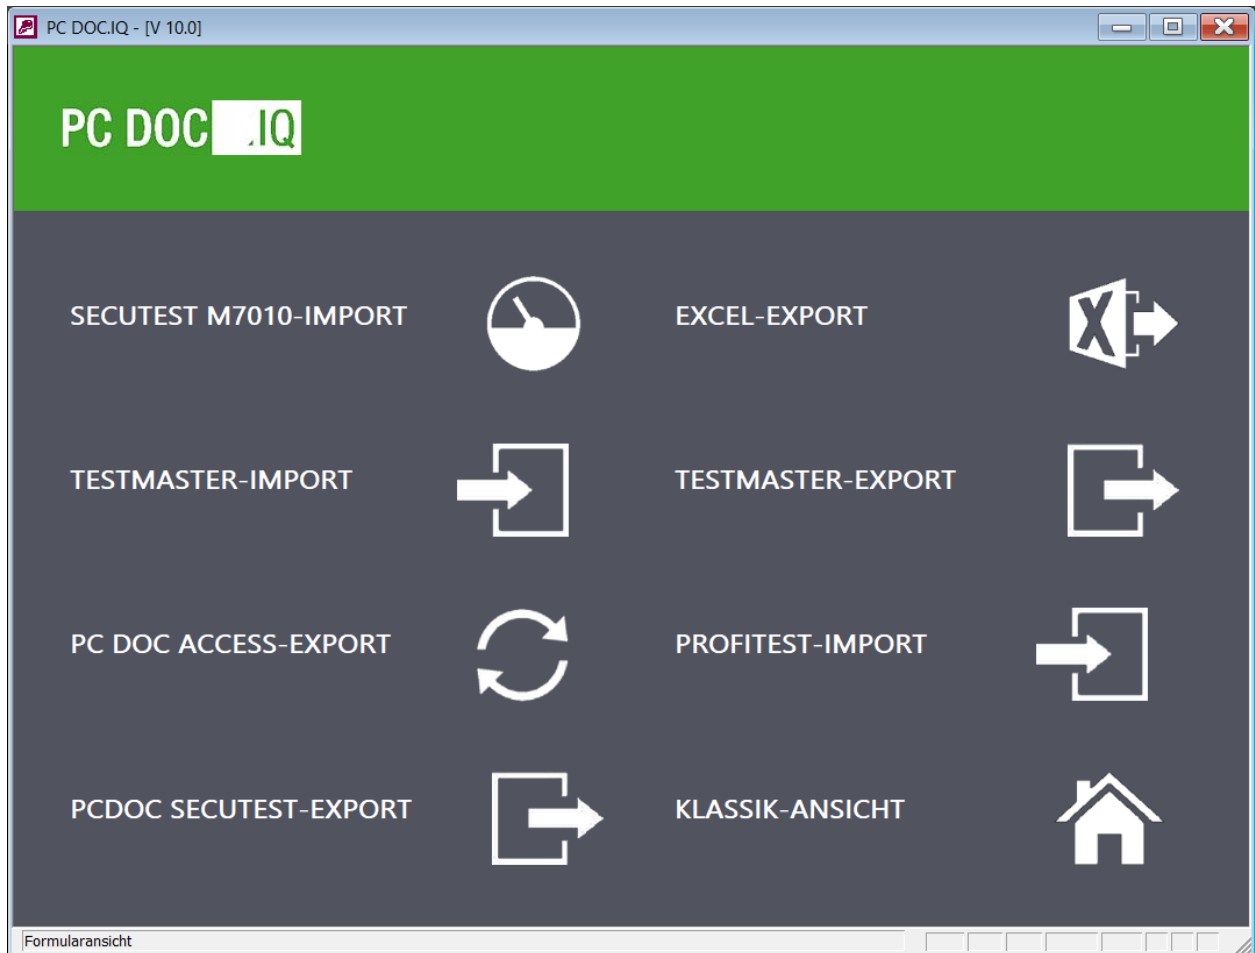 PC DOC.IQ - [V 10.0]
PC DOC .IQ
SECUTEST M7010-IMPORT
EXCEL-EXPORT
TESTMASTER-IMPORT
TESTMASTER-EXPORT
PC DOC ACCESS-EXPORT
PROFITEST-IMPORT
PCDOC SECUTEST-EXPORT
KLASSIK-ANSICHT
Formularansicht